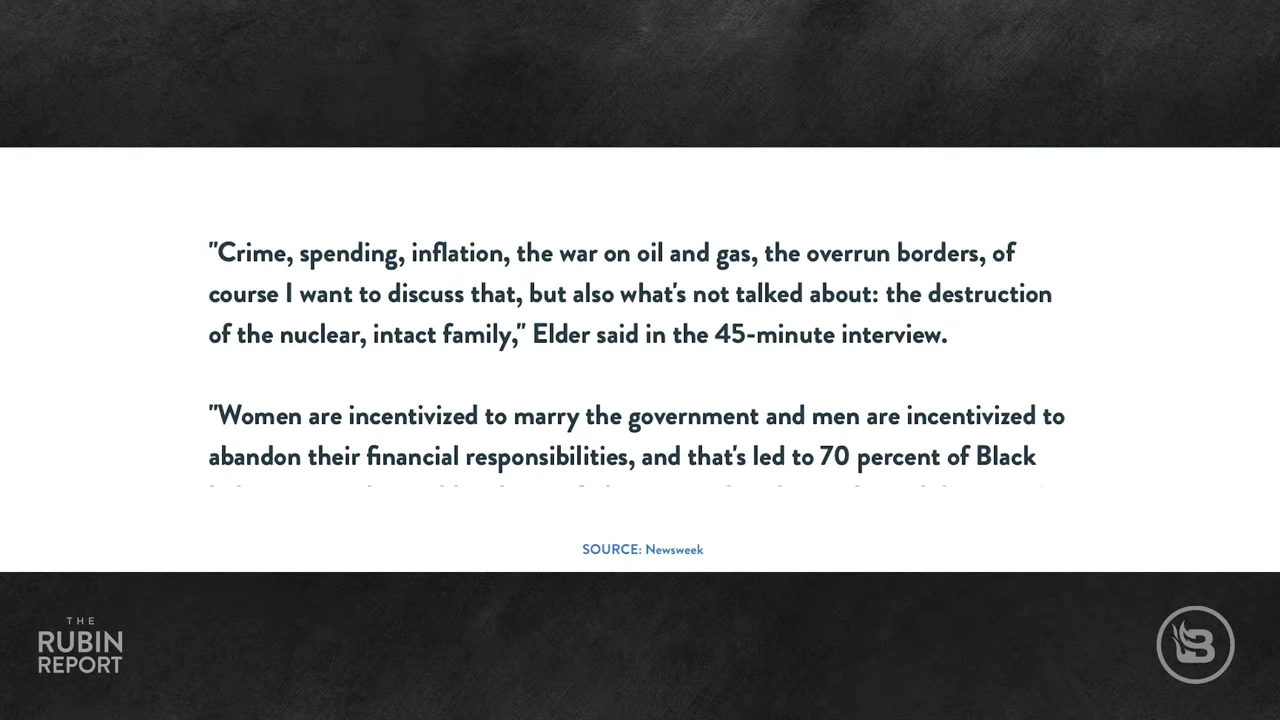 "Crime, spending, inflation, the war on oil and gas, the overrun borders, of
course I want to discuss that, but also what's not talked about: the destruction
of the nuclear, intact family," Elder said in the 45-minute interview.
"Women are incentivized to marry the government and men are incentivized to
abandon their financial responsibilities, and that's led to 70 percent of Black
SOURCE: Newsweek
THE
RUBIN
REPORT
B